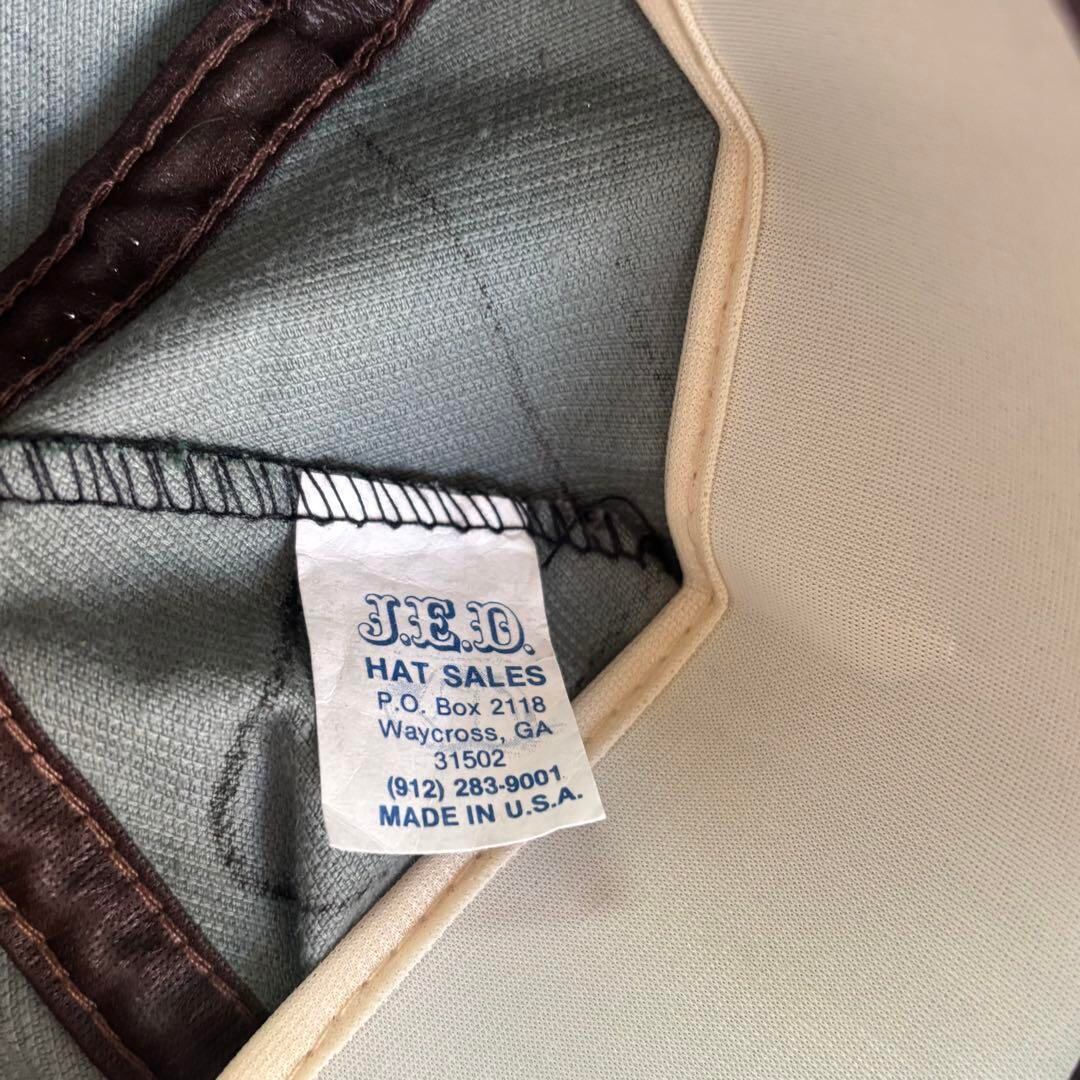 J.E.D.
HAT SALES
P.O. Box 2118
Waycross, GA
31502
(912) 283-9001
MADE IN U.S.A.